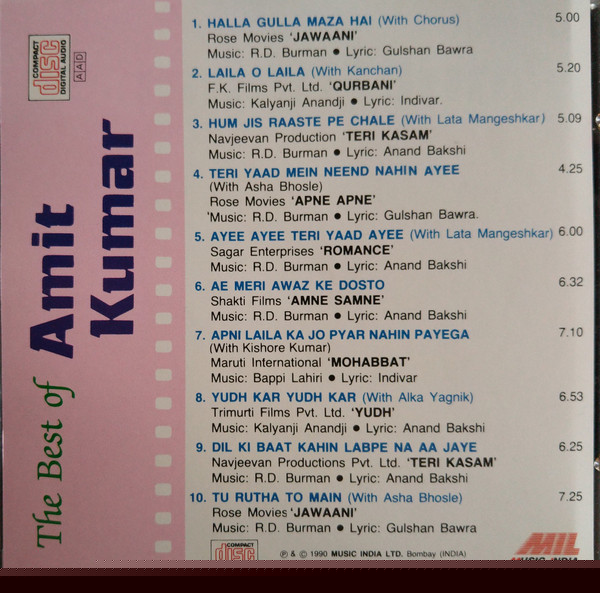 The Best of
Amit
Kumar
COMPACT
disc
DIGITAL AUDIO
AAD
1. HALLA GULLA MAZA HAI (With Chorus) 5.00
Rose Movies 'JAWAANI'
Music: R.D. Burman ● Lyric: Gulshan Bawra
2. LAILA O LAILA (With Kanchan) 5.20
F.K. Films Pvt. Ltd. 'QURBANI'
Music: Kalyanji Anandji ● Lyric: Indivar.
3. HUM JIS RAASTE PE CHALE (With Lata Mangeshkar) 5.09
Navjeevan Production 'TERI KASAM'
Music: R.D. Burman ● Lyric: Anand Bakshi
4. TERI YAAD MEIN NEEND NAHIN AYEE 4.25
(With Asha Bhosle)
Rose Movies 'APNE APNE'
'Music: R.D. Burman ● Lyric: Gulshan Bawra.
5. AYEE AYEE TERI YAAD AYEE (With Lata Mangeshkar) 6.00
Sagar Enterprises 'ROMANCE'
Music: R.D. Burman ● Lyric: Anand Bakshi
6. AE MERI AWAZ KE DOSTO 6.32
Shakti Films 'AMNE SAMNE'
Music: R.D. Burman ● Lyric: Anand Bakshi
7. APNI LAILA KA JO PYAR NAHIN PAYEGA 7.10
(With Kishore Kumar)
Maruti International 'MOHABBAT'
Music: Bappi Lahiri ● Lyric: Indivar
8. YUDH KAR YUDH KAR (With Alka Yagnik) 6.53
Trimurti Films Pvt. Ltd. 'YUDH'
Music: Kalyanji Anandji ● Lyric: Anand Bakshi
9. DIL KI BAAT KAHIN LABPE NA AA JAYE 6.25
Navjeevan Productions Pvt. Ltd. 'TERI KASAM'
Music: R.D. Burman ● Lyric: Anand Bakshi
10. TU RUTHA TO MAIN (With Asha Bhosle) 7.25
Rose Movies 'JAWAANI'
Music: R.D. Burman ● Lyric: Gulshan Bawra
COMPACT
disc
℗ & © 1990 MUSIC INDIA LTD. Bombay (INDIA)
MIL
MUSIC INDIA